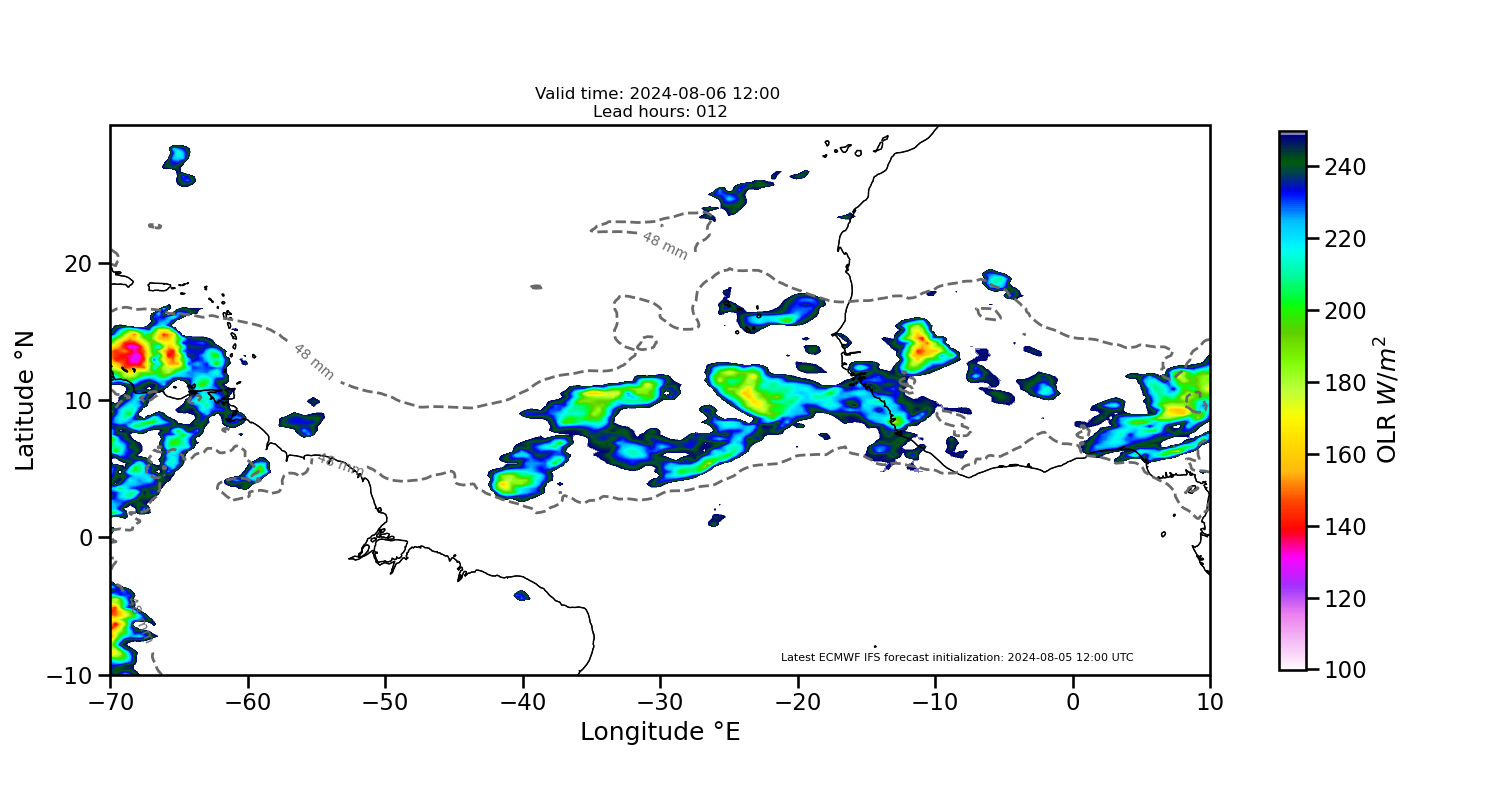 Valid time: 2024-08-06 12:00
Lead hours: 012
240
220
200
180
160
140
120
100
OLR W/m²
20
10
0
−10
Latitude °N
48 mm
48 mm
48 mm
Latest ECMWF IFS forecast initialization: 2024-08-05 12:00 UTC
−70
−60
−50
−40
−30
−20
−10
0
10
Longitude °E